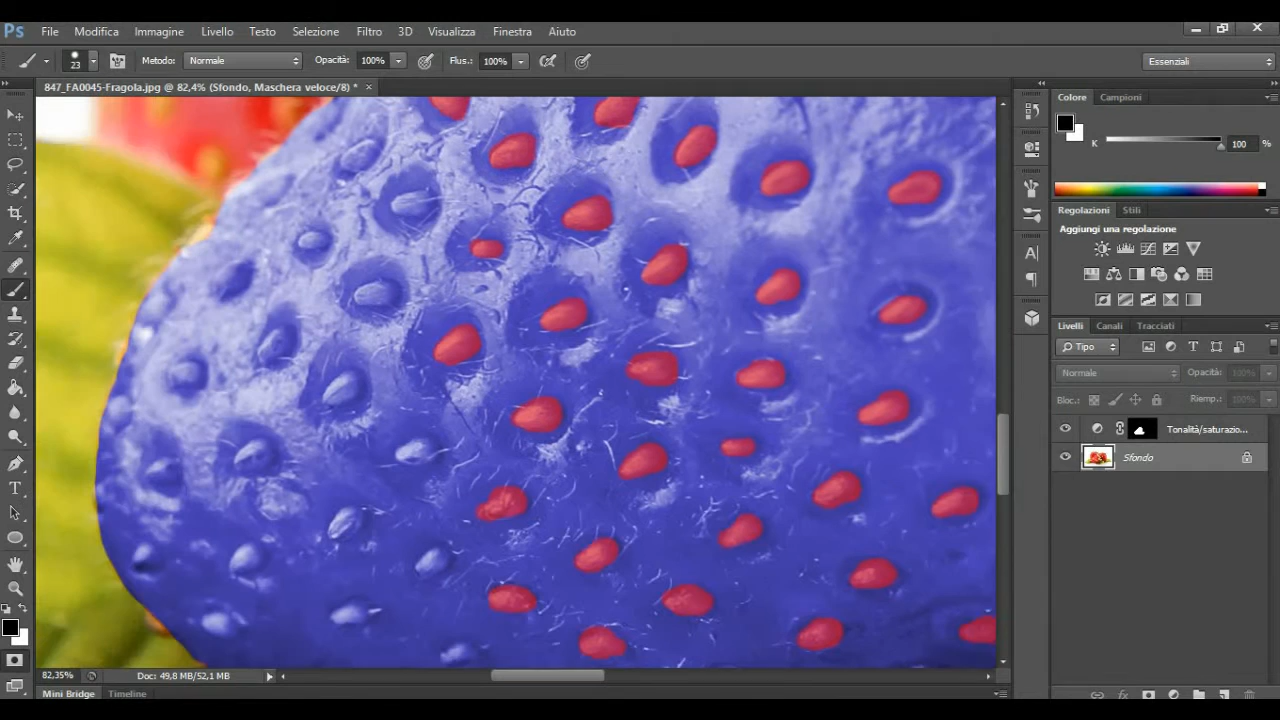 Ps File Modifica Immagine Livello Testo Selezione Filtro 3D Visualizza Finestra Aiuto
23 Metodo: Normale Opacità: 100% Flus.: 100% Essenziali
847_FA0045-Fragola.jpg @ 82,4% (Sfondo, Maschera veloce/8) *
Colore Campioni
K 100 %
Regolazioni Stili
Aggiungi una regolazione
Livelli Canali Tracciati
Tipo
Normale Opacità: 100%
Bloc.: Riemp.: 100%
Tonalità/saturazio...
Sfondo
82,35% Doc: 49,8 MB/52,1 MB
Mini Bridge Timeline